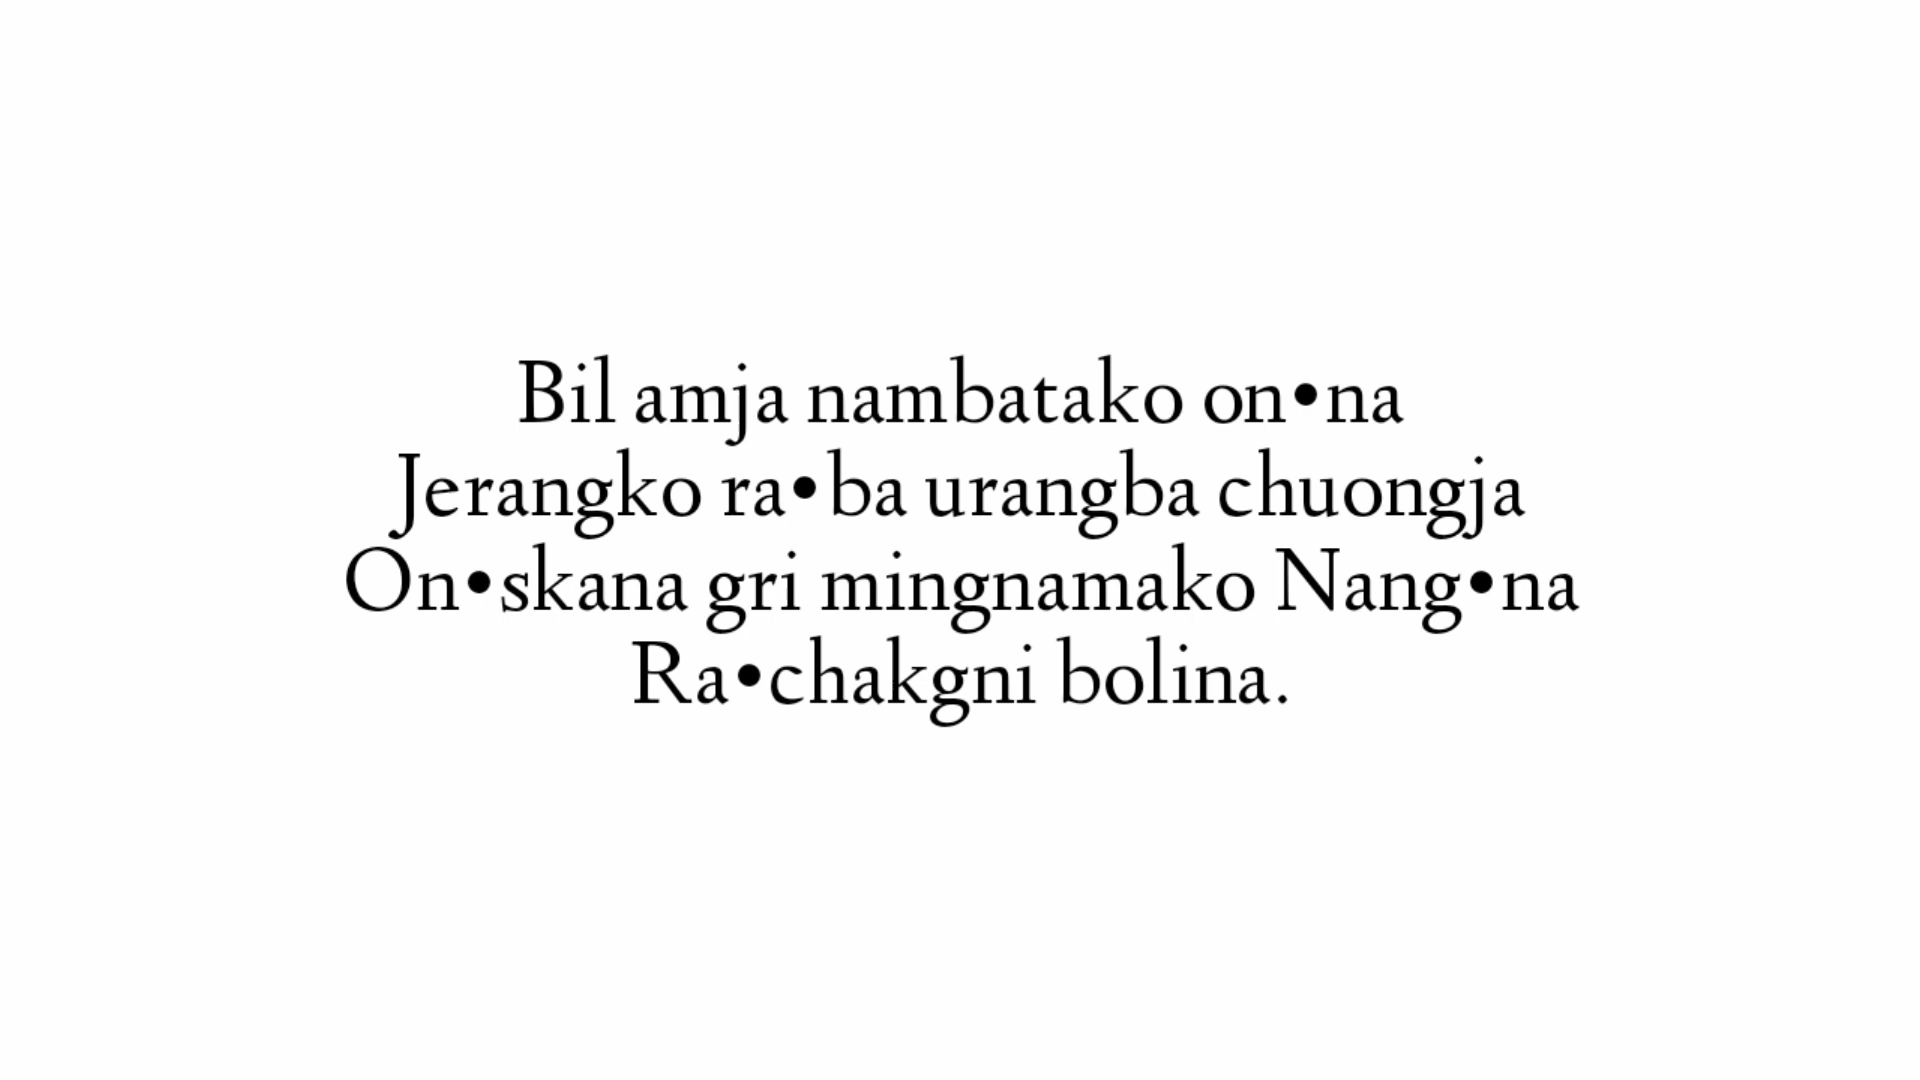 Bil amja nambatako on•na
Jerangko ra•ba urangba chuongja
On•skana gri mingnamako Nang•na
Ra•chakgni bolina.